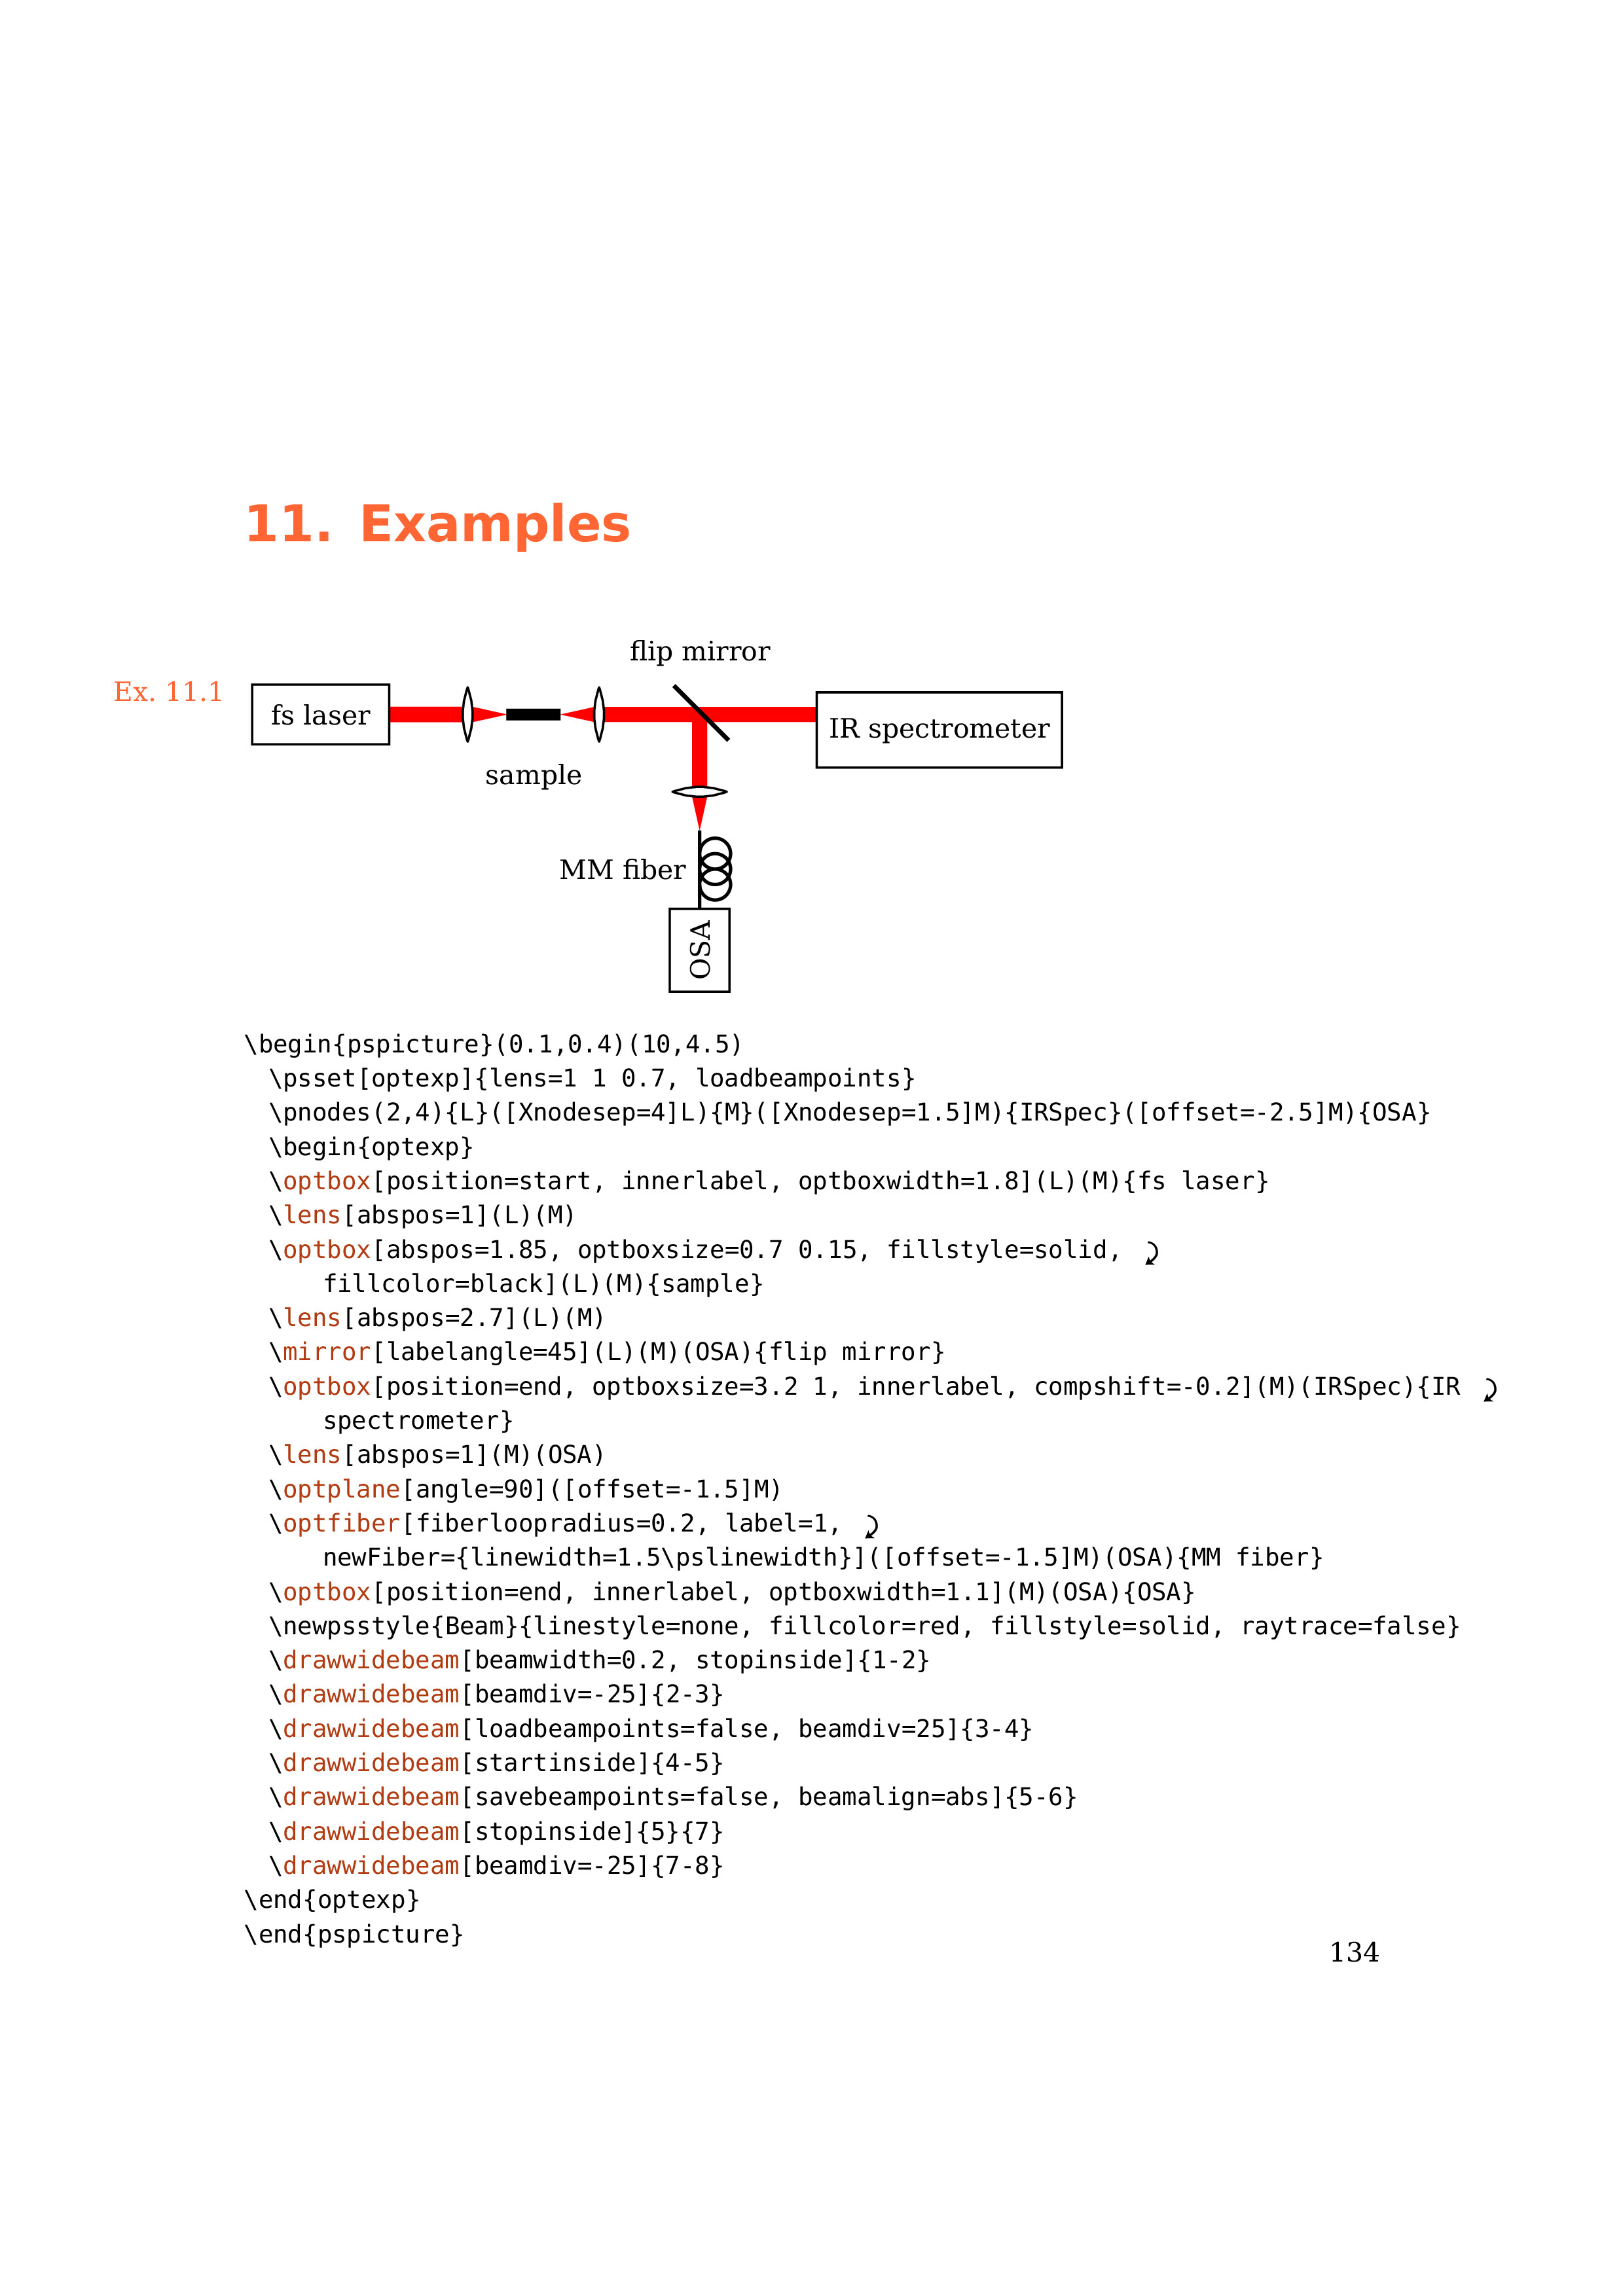 11. Examples
flip mirror
Ex. 11.1
fs laser
IR spectrometer
sample
MM fiber
OSA
\begin{pspicture}(0.1,0.4)(10,4.5)
\psset[optexp]{lens=1 1 0.7, loadbeampoints}
\pnodes(2,4){L}([Xnodesep=4]L){M}([Xnodesep=1.5]M){IRSpec}([offset=-2.5]M){OSA}
\begin{optexp}
\optbox[position=start, innerlabel, optboxwidth=1.8](L)(M){fs laser}
\lens[abspos=1](L)(M)
\optbox[abspos=1.85, optboxsize=0.7 0.15, fillstyle=solid,
fillcolor=black](L)(M){sample}
\lens[abspos=2.7](L)(M)
\mirror[labelangle=45](L)(M)(OSA){flip mirror}
\optbox[position=end, optboxsize=3.2 1, innerlabel, compshift=-0.2](M)(IRSpec){IR
spectrometer}
\lens[abspos=1](M)(OSA)
\optplane[angle=90]([offset=-1.5]M)
\optfiber[fiberloopradius=0.2, label=1,
newFiber={linewidth=1.5\pslinewidth}]([offset=-1.5]M)(OSA){MM fiber}
\optbox[position=end, innerlabel, optboxwidth=1.1](M)(OSA){OSA}
\newpsstyle{Beam}{linestyle=none, fillcolor=red, fillstyle=solid, raytrace=false}
\drawwidebeam[beamwidth=0.2, stopinside]{1-2}
\drawwidebeam[beamdiv=-25]{2-3}
\drawwidebeam[loadbeampoints=false, beamdiv=25]{3-4}
\drawwidebeam[startinside]{4-5}
\drawwidebeam[savebeampoints=false, beamalign=abs]{5-6}
\drawwidebeam[stopinside]{5}{7}
\drawwidebeam[beamdiv=-25]{7-8}
\end{optexp}
\end{pspicture}
134